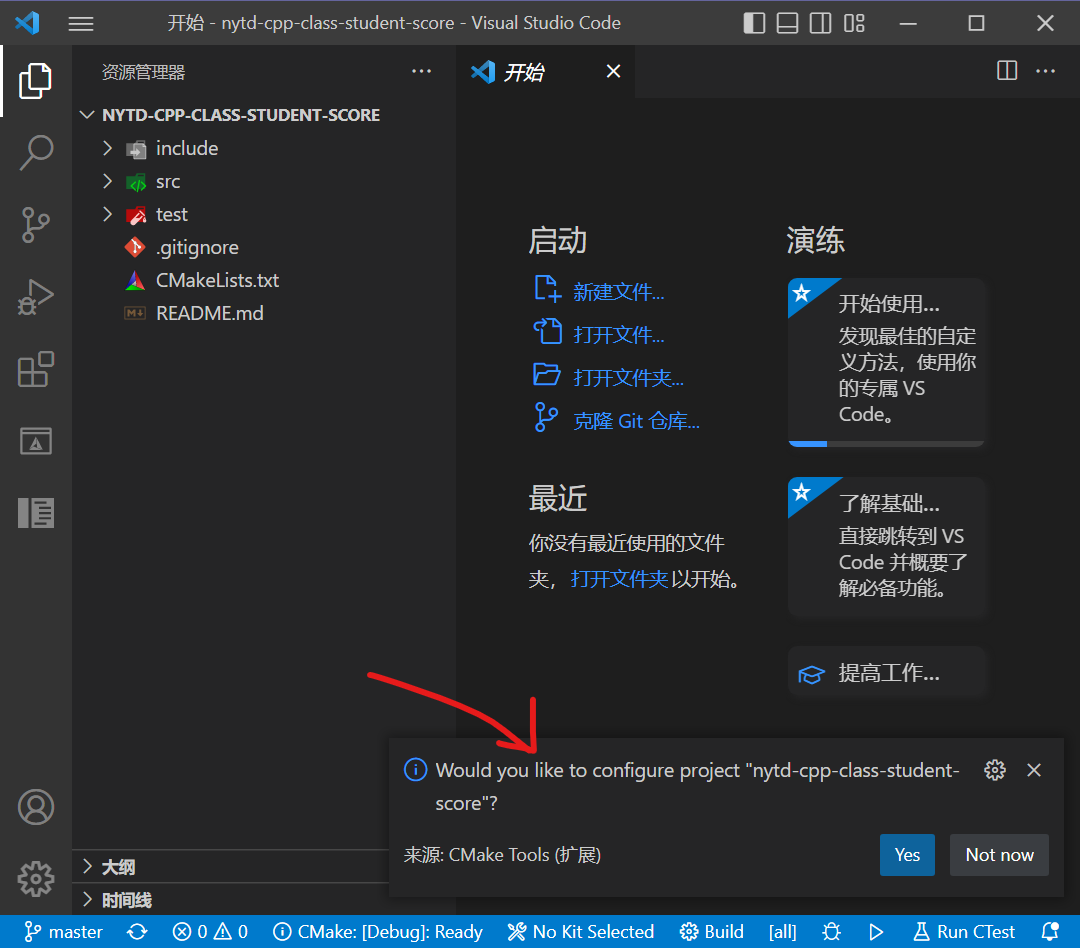 开始 - nytd-cpp-class-student-score - Visual Studio Code
资源管理器
开始
NYTD-CPP-CLASS-STUDENT-SCORE
include
src
test
.gitignore
CMakeLists.txt
README.md
启动
新建文件...
打开文件...
打开文件夹...
克隆 Git 仓库...
最近
你没有最近使用的文件
夹，打开文件夹以开始。
演练
开始使用...
发现最佳的自定
义方法，使用你
的专属 VS
Code。
了解基础...
直接跳转到 VS
Code 并概要了
解必备功能。
提高工作...
Would you like to configure project "nytd-cpp-class-student-
score"?
来源: CMake Tools (扩展)
Yes
Not now
大纲
时间线
master
0
0
CMake: [Debug]: Ready
No Kit Selected
Build
[all]
Run CTest